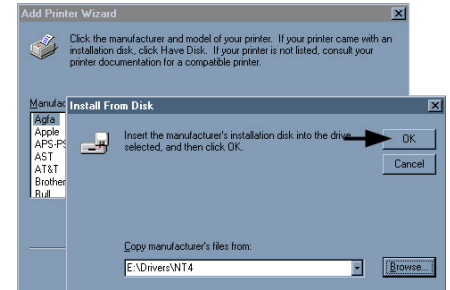 Add Printer Wizard
Click the manufacturer and model of your printer. If your printer came with an
installation disk, click Have Disk. If your printer is not listed, consult your
printer documentation for a compatible printer.
Manufac
Agfa
Apple
APS-PS
AST
AT&T
Brother
Bull
Install From Disk
Insert the manufacturer's installation disk into the drive
selected, and then click OK.
OK
Cancel
Copy manufacturer's files from:
E:\Drivers\NT4
Browse...